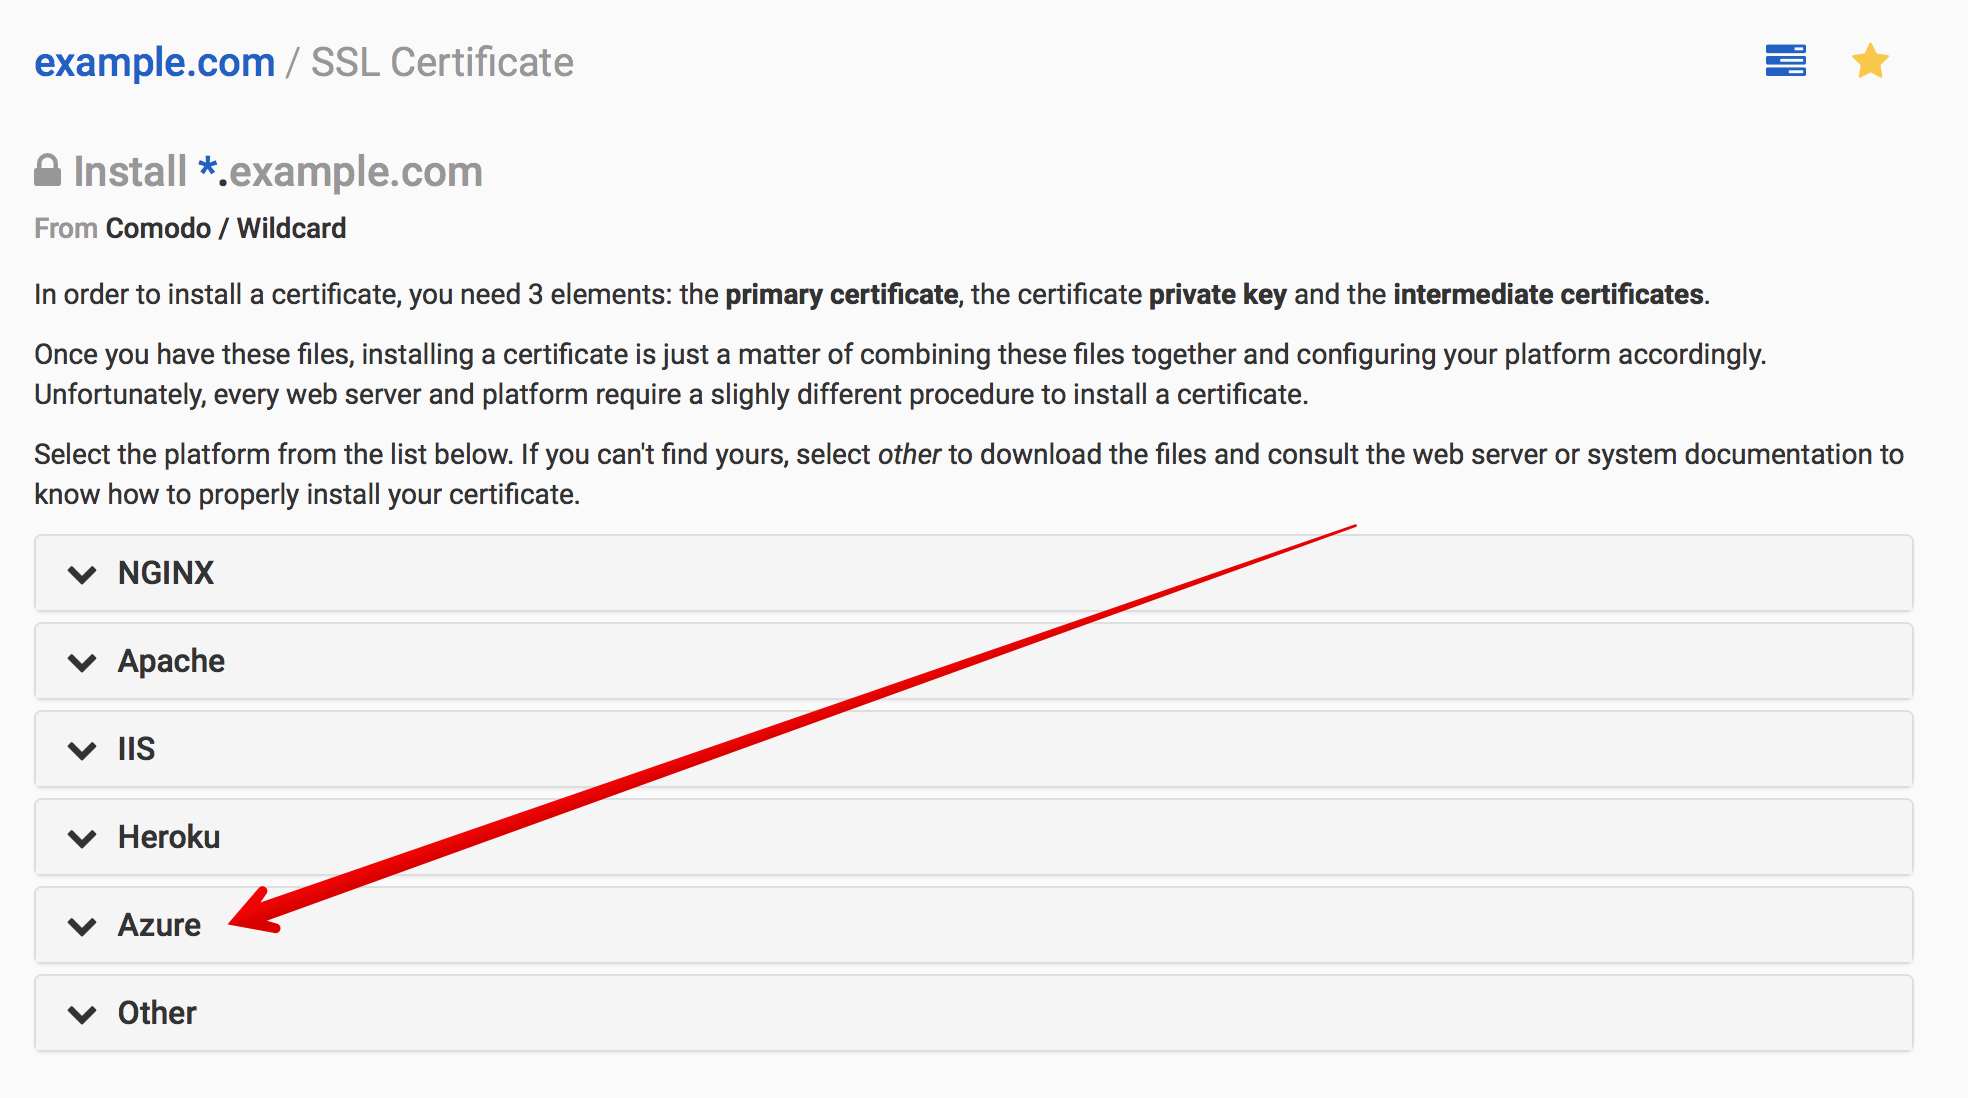 example.com / SSL Certificate
Install *.example.com
From Comodo / Wildcard
In order to install a certificate, you need 3 elements: the primary certificate, the certificate private key and the intermediate certificates.
Once you have these files, installing a certificate is just a matter of combining these files together and configuring your platform accordingly.
Unfortunately, every web server and platform require a slighly different procedure to install a certificate.
Select the platform from the list below. If you can't find yours, select other to download the files and consult the web server or system documentation to
know how to properly install your certificate.
NGINX
Apache
IIS
Heroku
Azure
Other